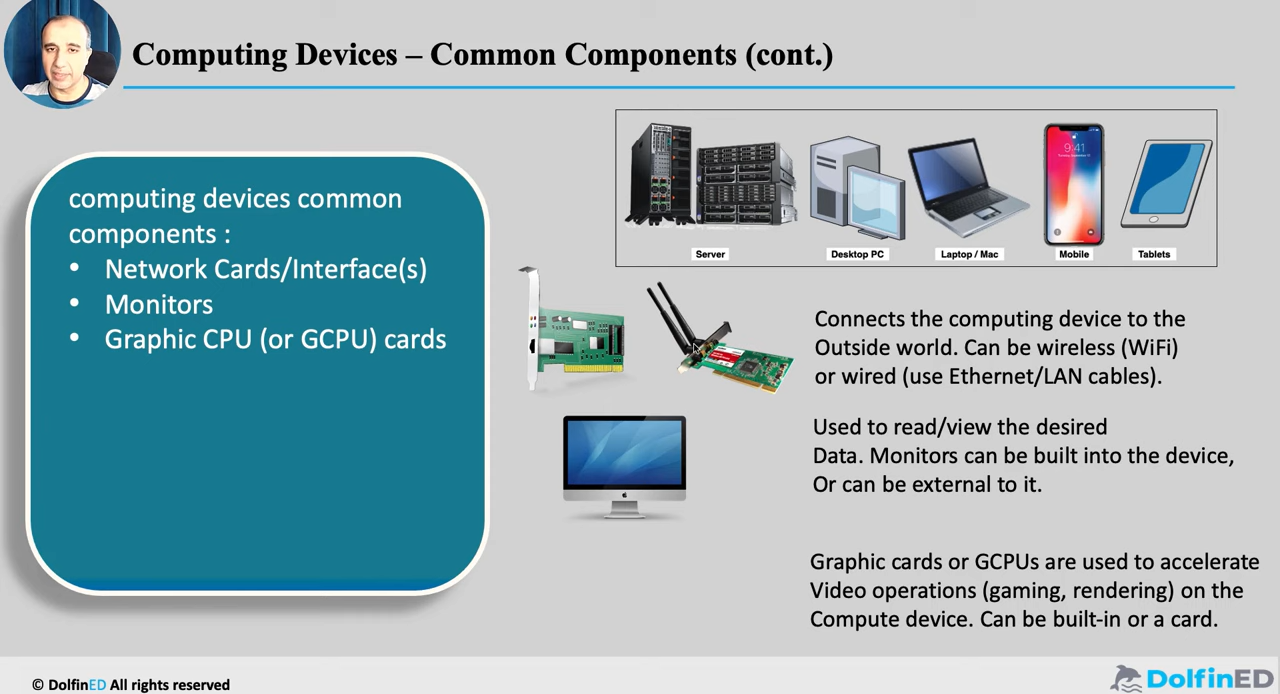 Computing Devices – Common Components (cont.)
computing devices common
components :
• Network Cards/Interface(s)
• Monitors
• Graphic CPU (or GCPU) cards
9:41
Server
Desktop PC
Laptop / Mac
Mobile
Tablets
Connects the computing device to the
Outside world. Can be wireless (WiFi)
or wired (use Ethernet/LAN cables).
Used to read/view the desired
Data. Monitors can be built into the device,
Or can be external to it.
Graphic cards or GCPUs are used to accelerate
Video operations (gaming, rendering) on the
Compute device. Can be built-in or a card.
© DolfinED All rights reserved
DolfinED